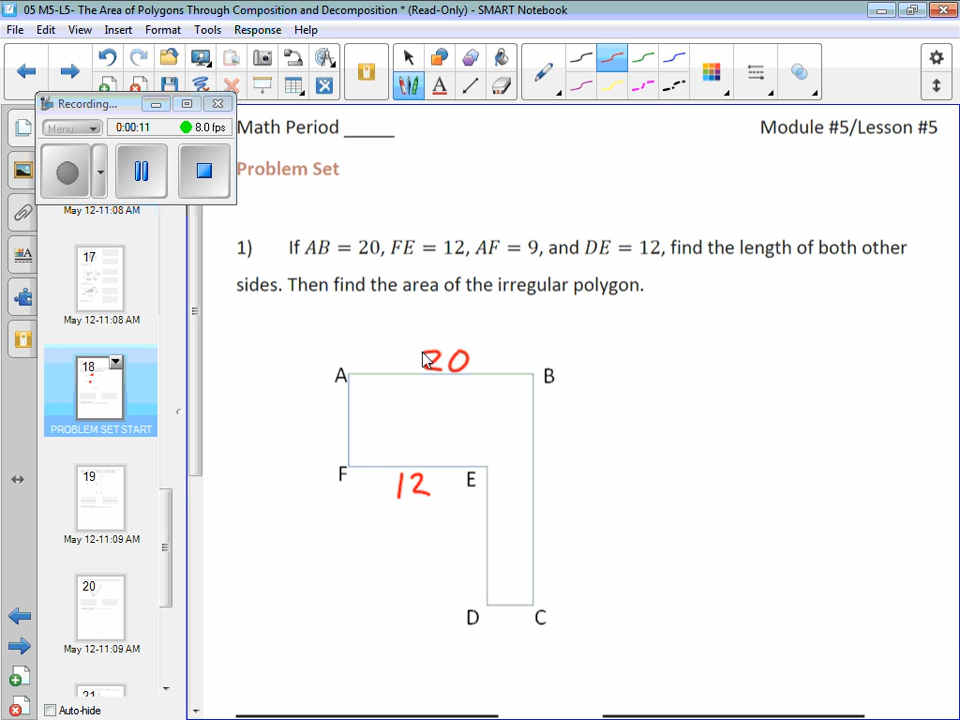 05 M5-L5- The Area of Polygons Through Composition and Decomposition * (Read-Only) - SMART Notebook
File Edit View Insert Format Tools Response Help
Recording...
Menu 0:00:11 8.0 fps
Math Period _____ Module #5/Lesson #5
Problem Set
May 12-11:08 AM
17
May 12-11:08 AM
18
PROBLEM SET START
19
May 12-11:09 AM
20
May 12-11:09 AM
21
Auto-hide
1) If AB = 20, FE = 12, AF = 9, and DE = 12, find the length of both other
sides. Then find the area of the irregular polygon.
20
A B
F E
12
D C